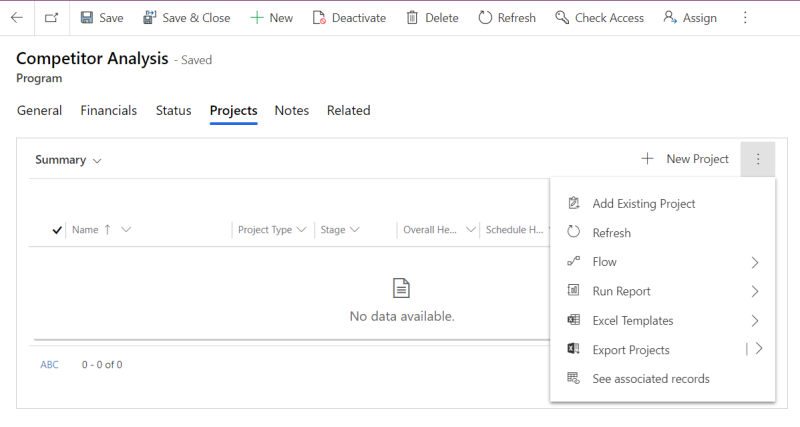 Save Save & Close New Deactivate Delete Refresh Check Access Assign
Competitor Analysis - Saved
Program
General Financials Status Projects Notes Related
Summary New Project
Name Project Type Stage Overall He... Schedule H...
No data available.
ABC 0 - 0 of 0
Add Existing Project
Refresh
Flow
Run Report
Excel Templates
Export Projects
See associated records